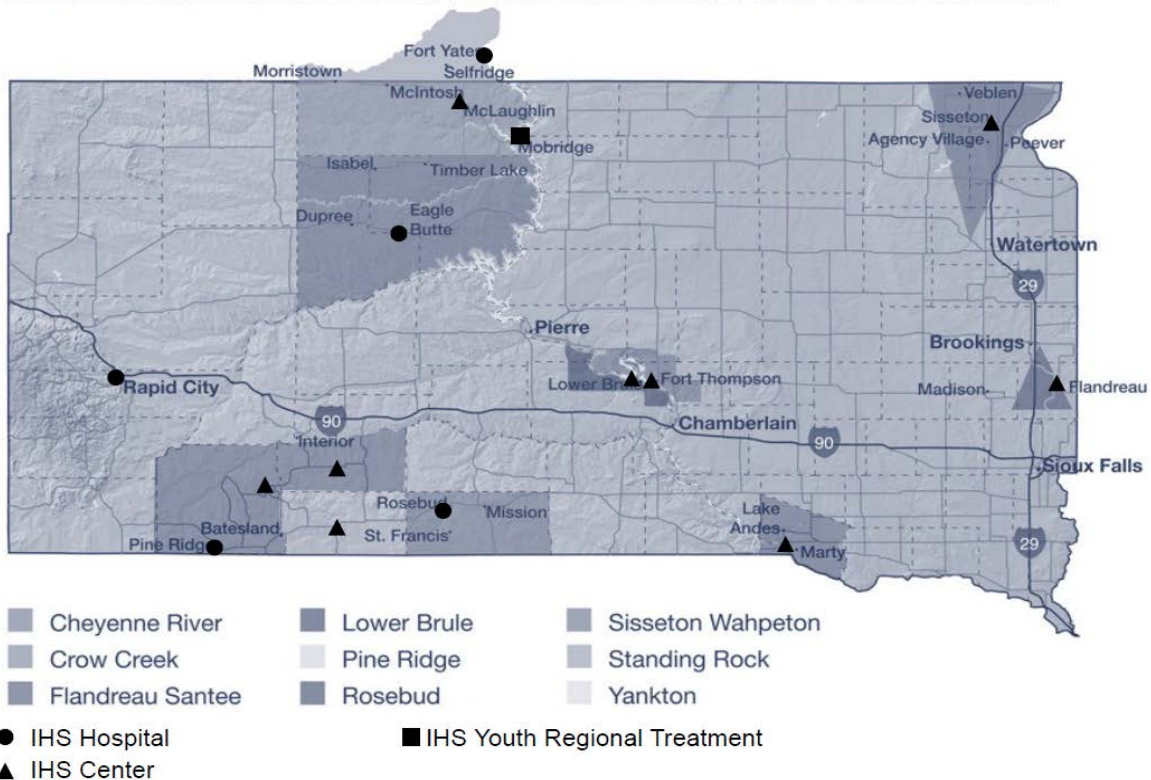 Fort Yates
Selfridge
Morristown
McIntosh
McLaughlin
Mobridge
Isabel
Timber Lake
Dupree
Eagle
Butte
Veblen
Sisseton
Agency Village
Peever
Watertown
29
Pierre
Brookings
Lower Brule
Fort Thompson
Madison
Flandreau
Rapid City
90
Chamberlain
Interior
90
Sioux Falls
Rosebud
Mission
St. Francis
Batesland
Pine Ridge
Lake
Andes
Marty
29
Cheyenne River
Lower Brule
Sisseton Wahpeton
Crow Creek
Pine Ridge
Standing Rock
Flandreau Santee
Rosebud
Yankton
IHS Hospital
IHS Youth Regional Treatment
IHS Center